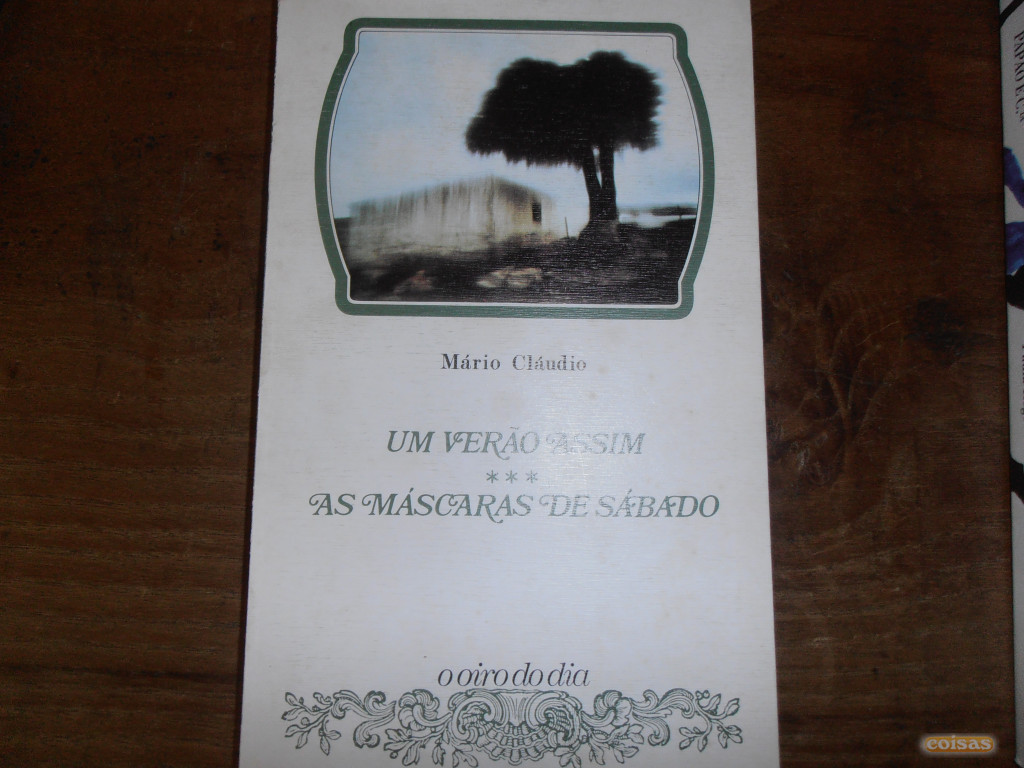 Mário Cláudio
UM VERÃO ASSIM
***
AS MÁSCARAS DE SÁBADO
o oiro do dia
coisas